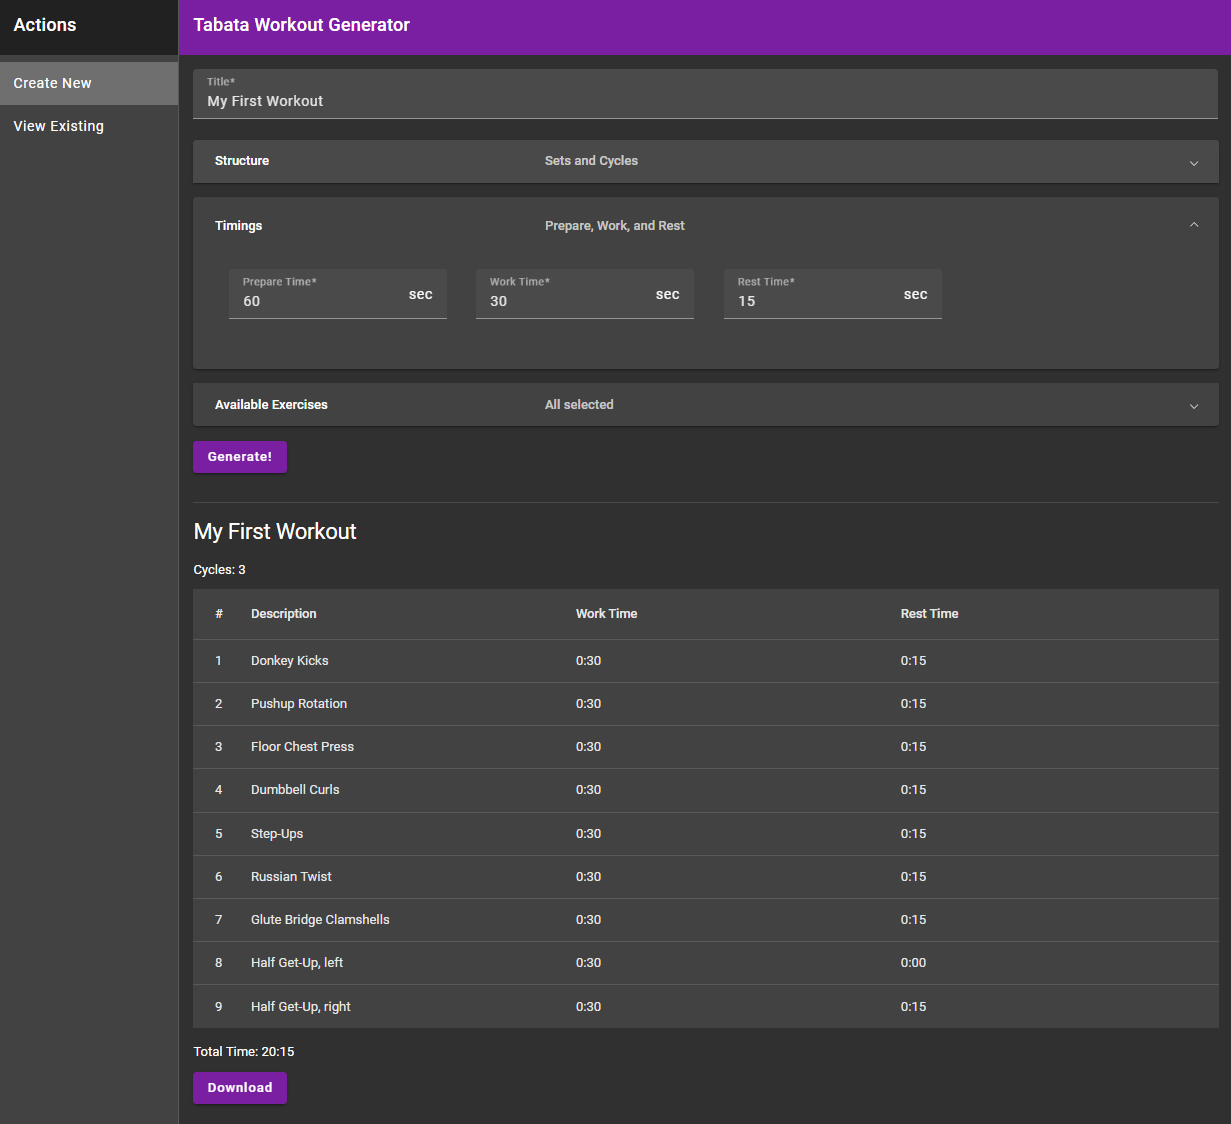 Actions
Tabata Workout Generator
Create New
View Existing
Title*
My First Workout
Structure Sets and Cycles
Timings Prepare, Work, and Rest
Prepare Time* Work Time* Rest Time*
60 sec 30 sec 15 sec
Available Exercises All selected
Generate!
My First Workout
Cycles: 3
# Description Work Time Rest Time
1 Donkey Kicks 0:30 0:15
2 Pushup Rotation 0:30 0:15
3 Floor Chest Press 0:30 0:15
4 Dumbbell Curls 0:30 0:15
5 Step-Ups 0:30 0:15
6 Russian Twist 0:30 0:15
7 Glute Bridge Clamshells 0:30 0:15
8 Half Get-Up, left 0:30 0:00
9 Half Get-Up, right 0:30 0:15
Total Time: 20:15
Download